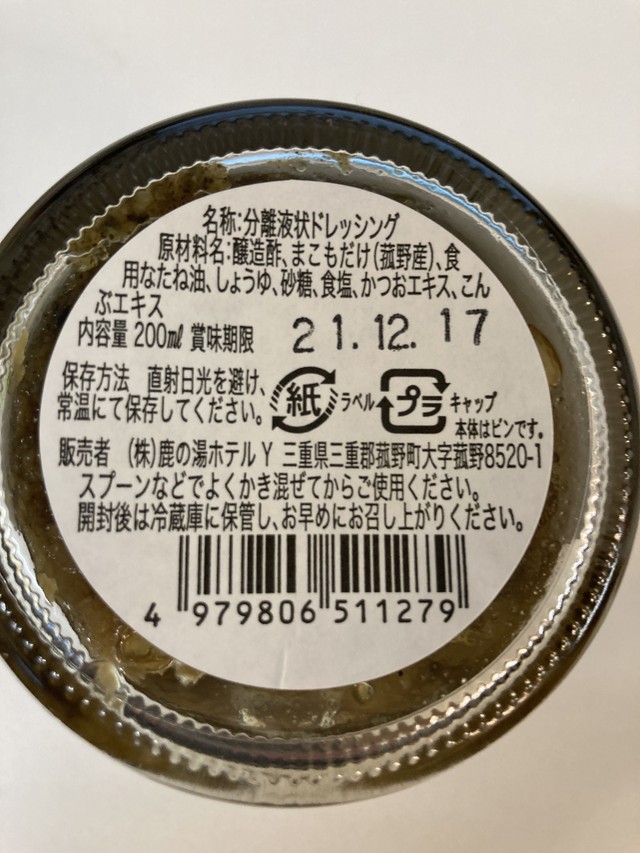 名称:分離液状ドレッシング
原材料名:醸造酢、まこもだけ(菰野産)、食
用なたね油、しょうゆ、砂糖、食塩、かつおエキス、こん
ぶエキス
内容量 200ml 賞味期限 21.12.17
保存方法 直射日光を避け、
常温にて保存してください。
紙 ラベル プラ キャップ
本体はビンです。
販売者 (株)鹿の湯ホテルY 三重県三重郡菰野町大字菰野8520-1
スプーンなどでよくかき混ぜてからご使用ください。
開封後は冷蔵庫に保管し、お早めにお召し上がりください。
4 979806 511279